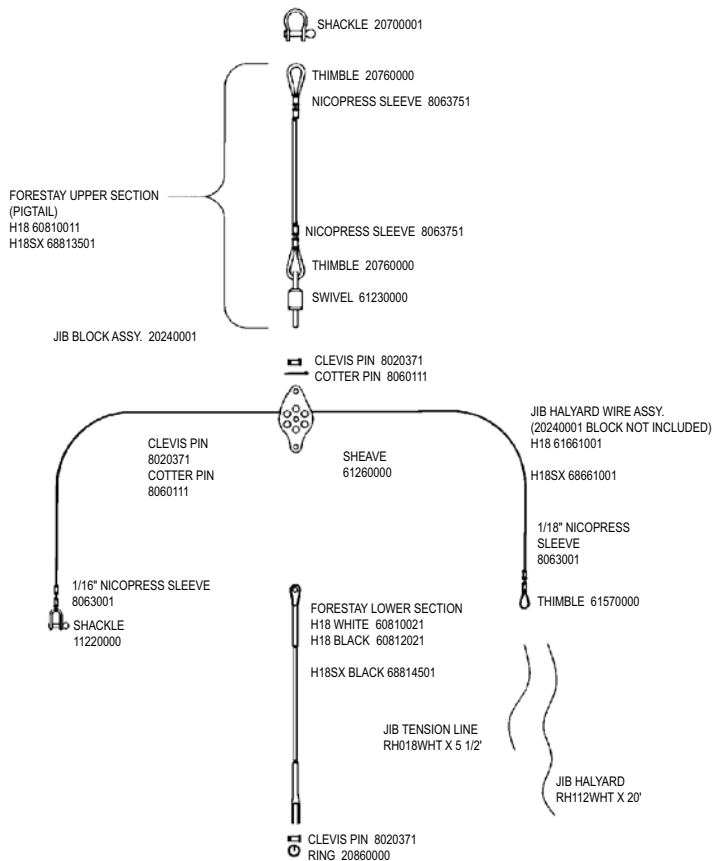 SHACKLE 20700001
THIMBLE 20760000
NICOPRESS SLEEVE 8063751
FORESTAY UPPER SECTION
(PIGTAIL)
H18 60810011
H18SX 68813501
NICOPRESS SLEEVE 8063751
THIMBLE 20760000
SWIVEL 61230000
JIB BLOCK ASSY. 20240001
CLEVIS PIN 8020371
COTTER PIN 8060111
JIB HALYARD WIRE ASSY.
(20240001 BLOCK NOT INCLUDED)
H18 61661001
H18SX 68661001
CLEVIS PIN
8020371
COTTER PIN
8060111
SHEAVE
61260000
1/18" NICOPRESS
SLEEVE
8063001
THIMBLE 61570000
1/16" NICOPRESS SLEEVE
8063001
SHACKLE
11220000
FORESTAY LOWER SECTION
H18 WHITE 60810021
H18 BLACK 60812021
H18SX BLACK 68814501
JIB TENSION LINE
RH018WHT X 5 1/2'
JIB HALYARD
RH112WHT X 20'
CLEVIS PIN 8020371
RING 20860000